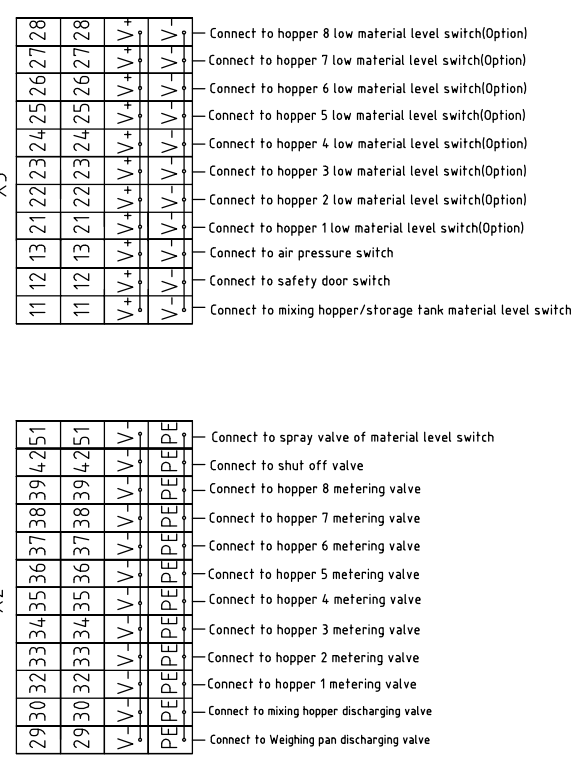 28 28 V+ V- Connect to hopper 8 low material level switch(Option)
27 27 V+ V- Connect to hopper 7 low material level switch(Option)
26 26 V+ V- Connect to hopper 6 low material level switch(Option)
25 25 V+ V- Connect to hopper 5 low material level switch(Option)
24 24 V+ V- Connect to hopper 4 low material level switch(Option)
23 23 V+ V- Connect to hopper 3 low material level switch(Option)
22 22 V+ V- Connect to hopper 2 low material level switch(Option)
21 21 V+ V- Connect to hopper 1 low material level switch(Option)
13 13 V+ V- Connect to air pressure switch
12 12 V+ V- Connect to safety door switch
11 11 V+ V- Connect to mixing hopper/storage tank material level switch
51 51 V- PE Connect to spray valve of material level switch
42 42 V- PE Connect to shut off valve
39 39 V- PE Connect to hopper 8 metering valve
38 38 V- PE Connect to hopper 7 metering valve
37 37 V- PE Connect to hopper 6 metering valve
36 36 V- PE Connect to hopper 5 metering valve
35 35 V- PE Connect to hopper 4 metering valve
34 34 V- PE Connect to hopper 3 metering valve
33 33 V- PE Connect to hopper 2 metering valve
32 32 V- PE Connect to hopper 1 metering valve
30 30 V- PE Connect to mixing hopper discharging valve
29 29 V- PE Connect to Weighing pan discharging valve